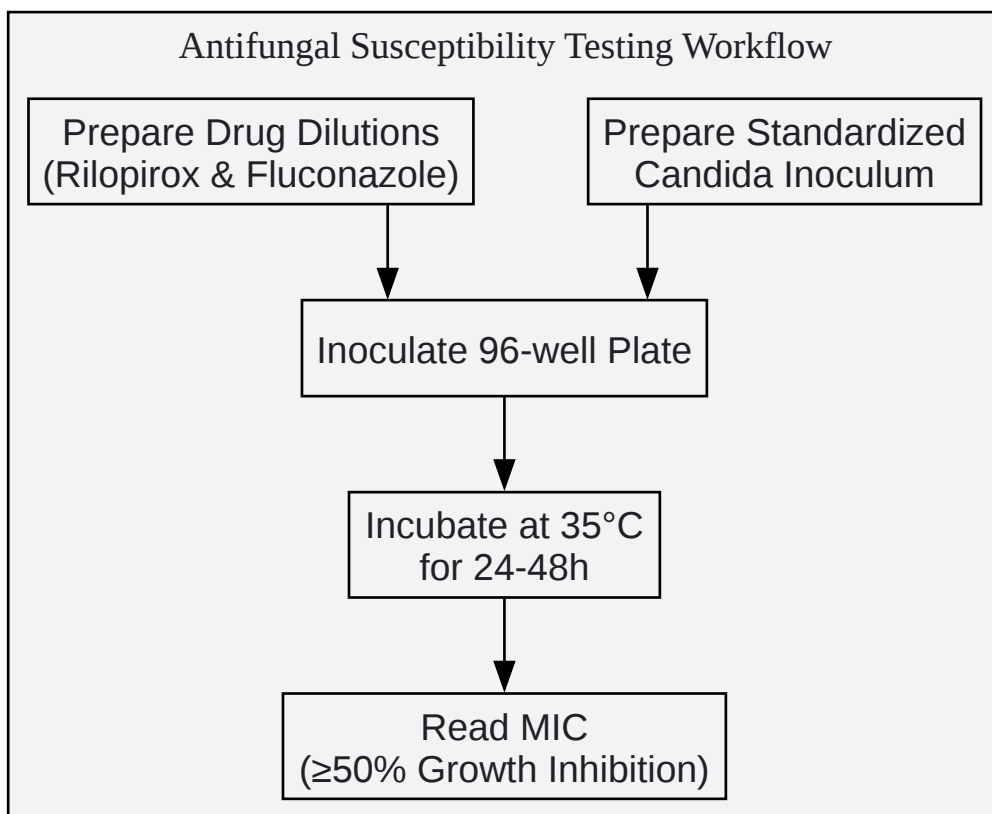 Antifungal Susceptibility Testing Workflow
Prepare Drug Dilutions
(Rilopirox & Fluconazole)
Prepare Standardized
Candida Inoculum
Inoculate 96-well Plate
Incubate at 35°C
for 24-48h
Read MIC
(≥50% Growth Inhibition)